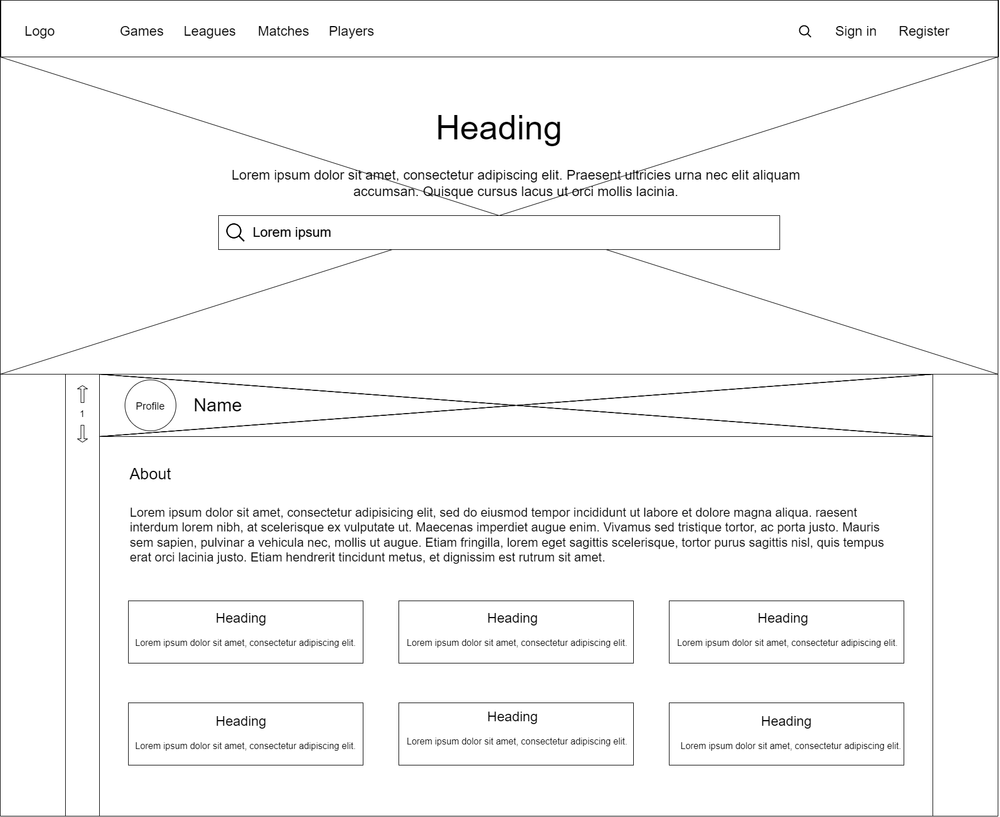 Logo Games Leagues Matches Players Sign in Register
Heading
Lorem ipsum dolor sit amet, consectetur adipiscing elit. Praesent ultricies urna nec elit aliquam
accumsan. Quisque cursus lacus ut orci mollis lacinia.
Lorem ipsum
1
Profile
Name
About
Lorem ipsum dolor sit amet, consectetur adipisicing elit, sed do eiusmod tempor incididunt ut labore et dolore magna aliqua. raesent
interdum lorem nibh, at scelerisque ex vulputate ut. Maecenas imperdiet augue enim. Vivamus sed tristique tortor, ac porta justo. Mauris
sem sapien, pulvinar a vehicula nec, mollis ut augue. Etiam fringilla, lorem eget sagittis scelerisque, tortor purus sagittis nisl, quis tempus
erat orci lacinia justo. Etiam hendrerit tincidunt metus, et dignissim est rutrum sit amet.
Heading
Lorem ipsum dolor sit amet, consectetur adipiscing elit.
Heading
Lorem ipsum dolor sit amet, consectetur adipiscing elit.
Heading
Lorem ipsum dolor sit amet, consectetur adipiscing elit.
Heading
Lorem ipsum dolor sit amet, consectetur adipiscing elit.
Heading
Lorem ipsum dolor sit amet, consectetur adipiscing elit.
Heading
Lorem ipsum dolor sit amet, consectetur adipiscing elit.